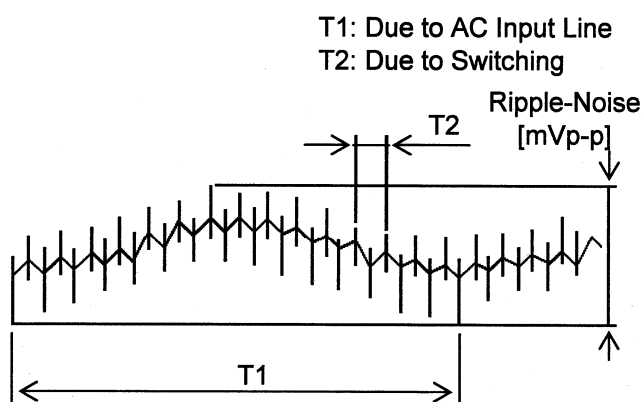 T1: Due to AC Input Line
T2: Due to Switching
Ripple-Noise
[mVp-p]
T2
T1